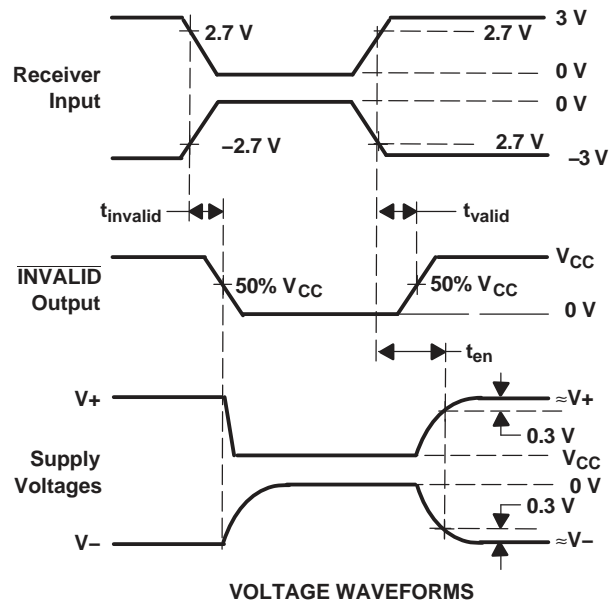 3 V
2.7 V
2.7 V
Receiver
Input
0 V
0 V
–2.7 V
2.7 V
–3 V
tinvalid
tvalid
INVALID
Output
VCC
50% VCC
50% VCC
0 V
ten
V+
≈V+
0.3 V
Supply
Voltages
VCC
0 V
0.3 V
V–
≈V–
VOLTAGE WAVEFORMS